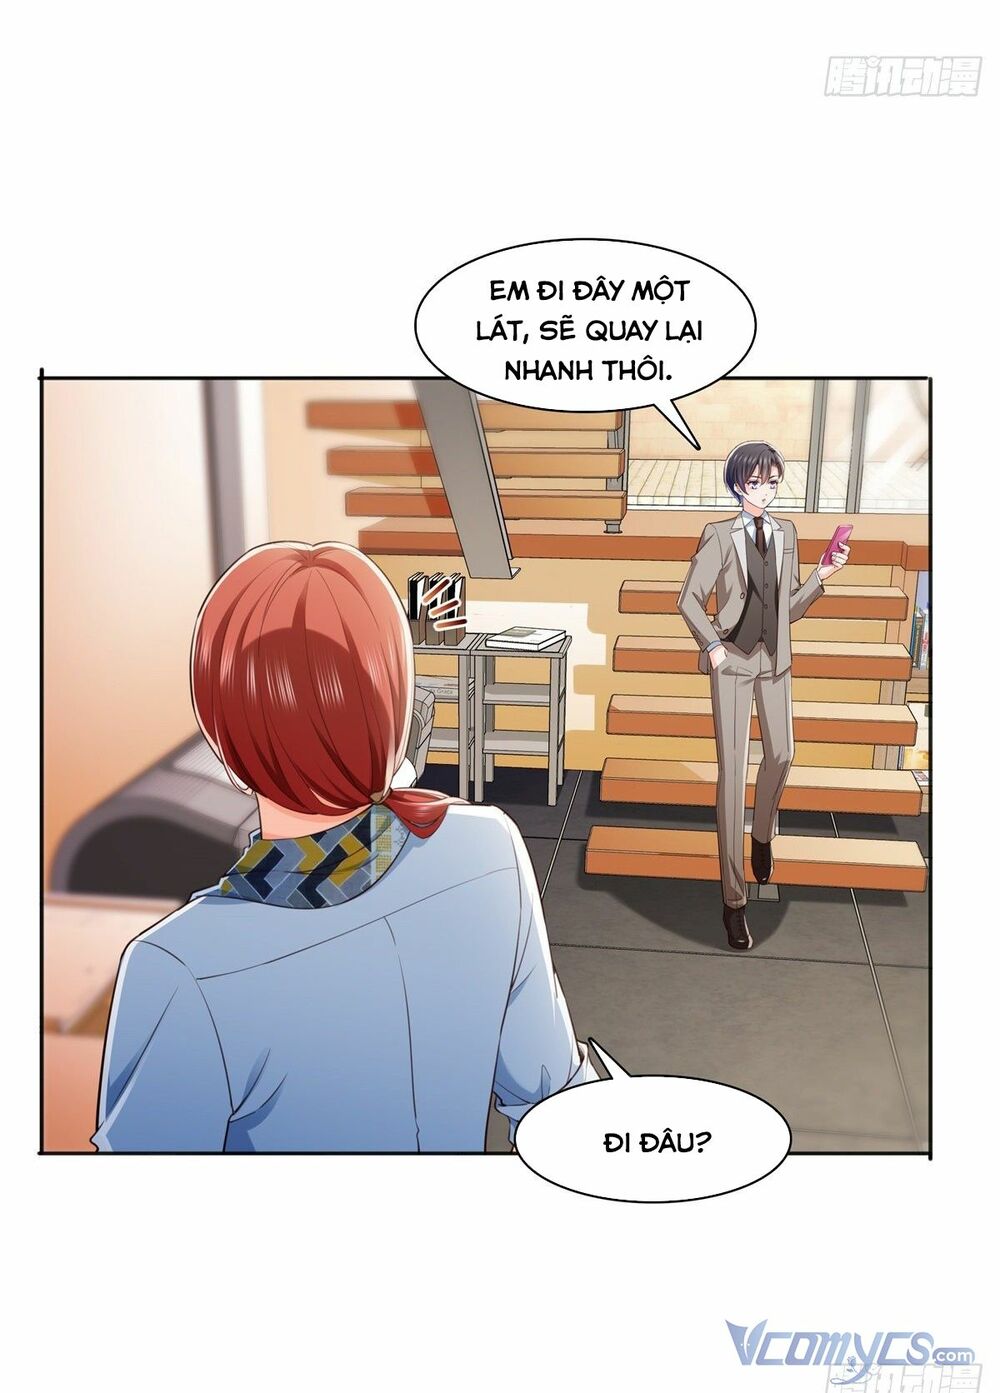 腾讯动漫
EM ĐI ĐÂY MỘT
LÁT, SẼ QUAY LẠI
NHANH THÔI.
ĐI ĐÂU?
VCOMYCS.com